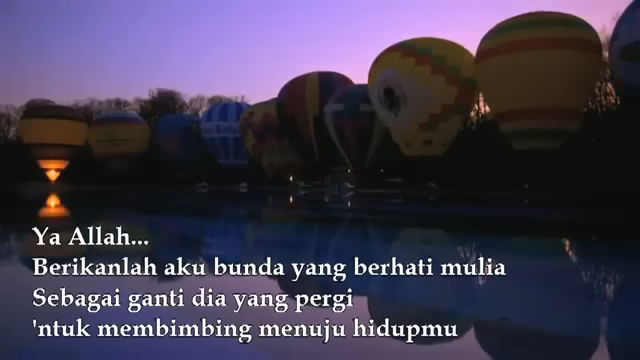 Ya Allah...
Berikanlah aku bunda yang berhati mulia
Sebagai ganti dia yang pergi
'ntuk membimbing menuju hidupmu